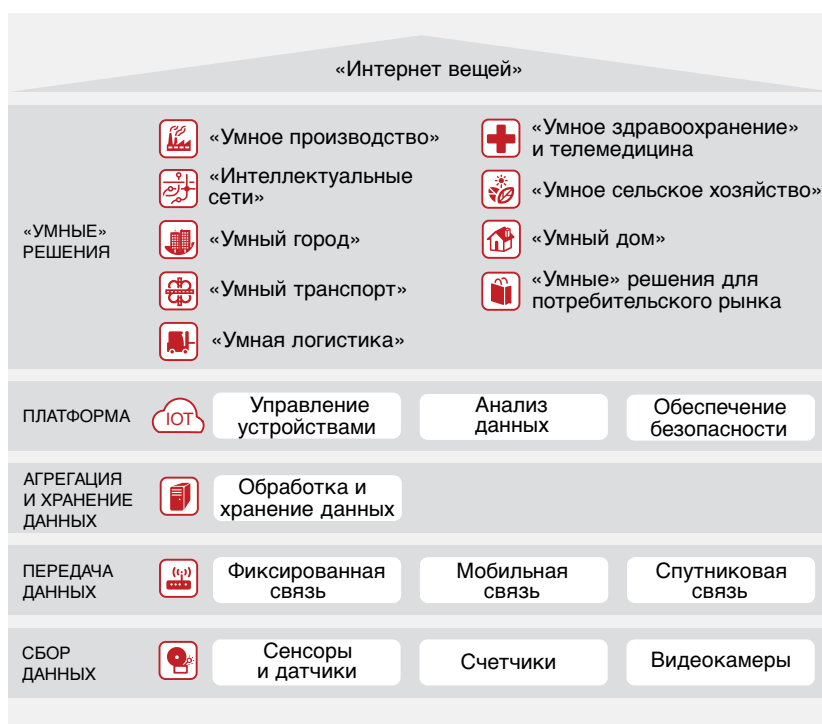 «Интернет вещей»
«УМНЫЕ»
РЕШЕНИЯ
«Умное производство»
«Интеллектуальные
сети»
«Умный город»
«Умный транспорт»
«Умная логистика»
«Умное здравоохранение»
и телемедицина
«Умное сельское хозяйство»
«Умный дом»
«Умные» решения для
потребительского рынка
ПЛАТФОРМА
IOT
Управление
устройствами
Анализ
данных
Обеспечение
безопасности
АГРЕГАЦИЯ
И ХРАНЕНИЕ
ДАННЫХ
Обработка и
хранение данных
ПЕРЕДАЧА
ДАННЫХ
Фиксированная
связь
Мобильная
связь
Спутниковая
связь
СБОР
ДАННЫХ
Сенсоры
и датчики
Счетчики
Видеокамеры